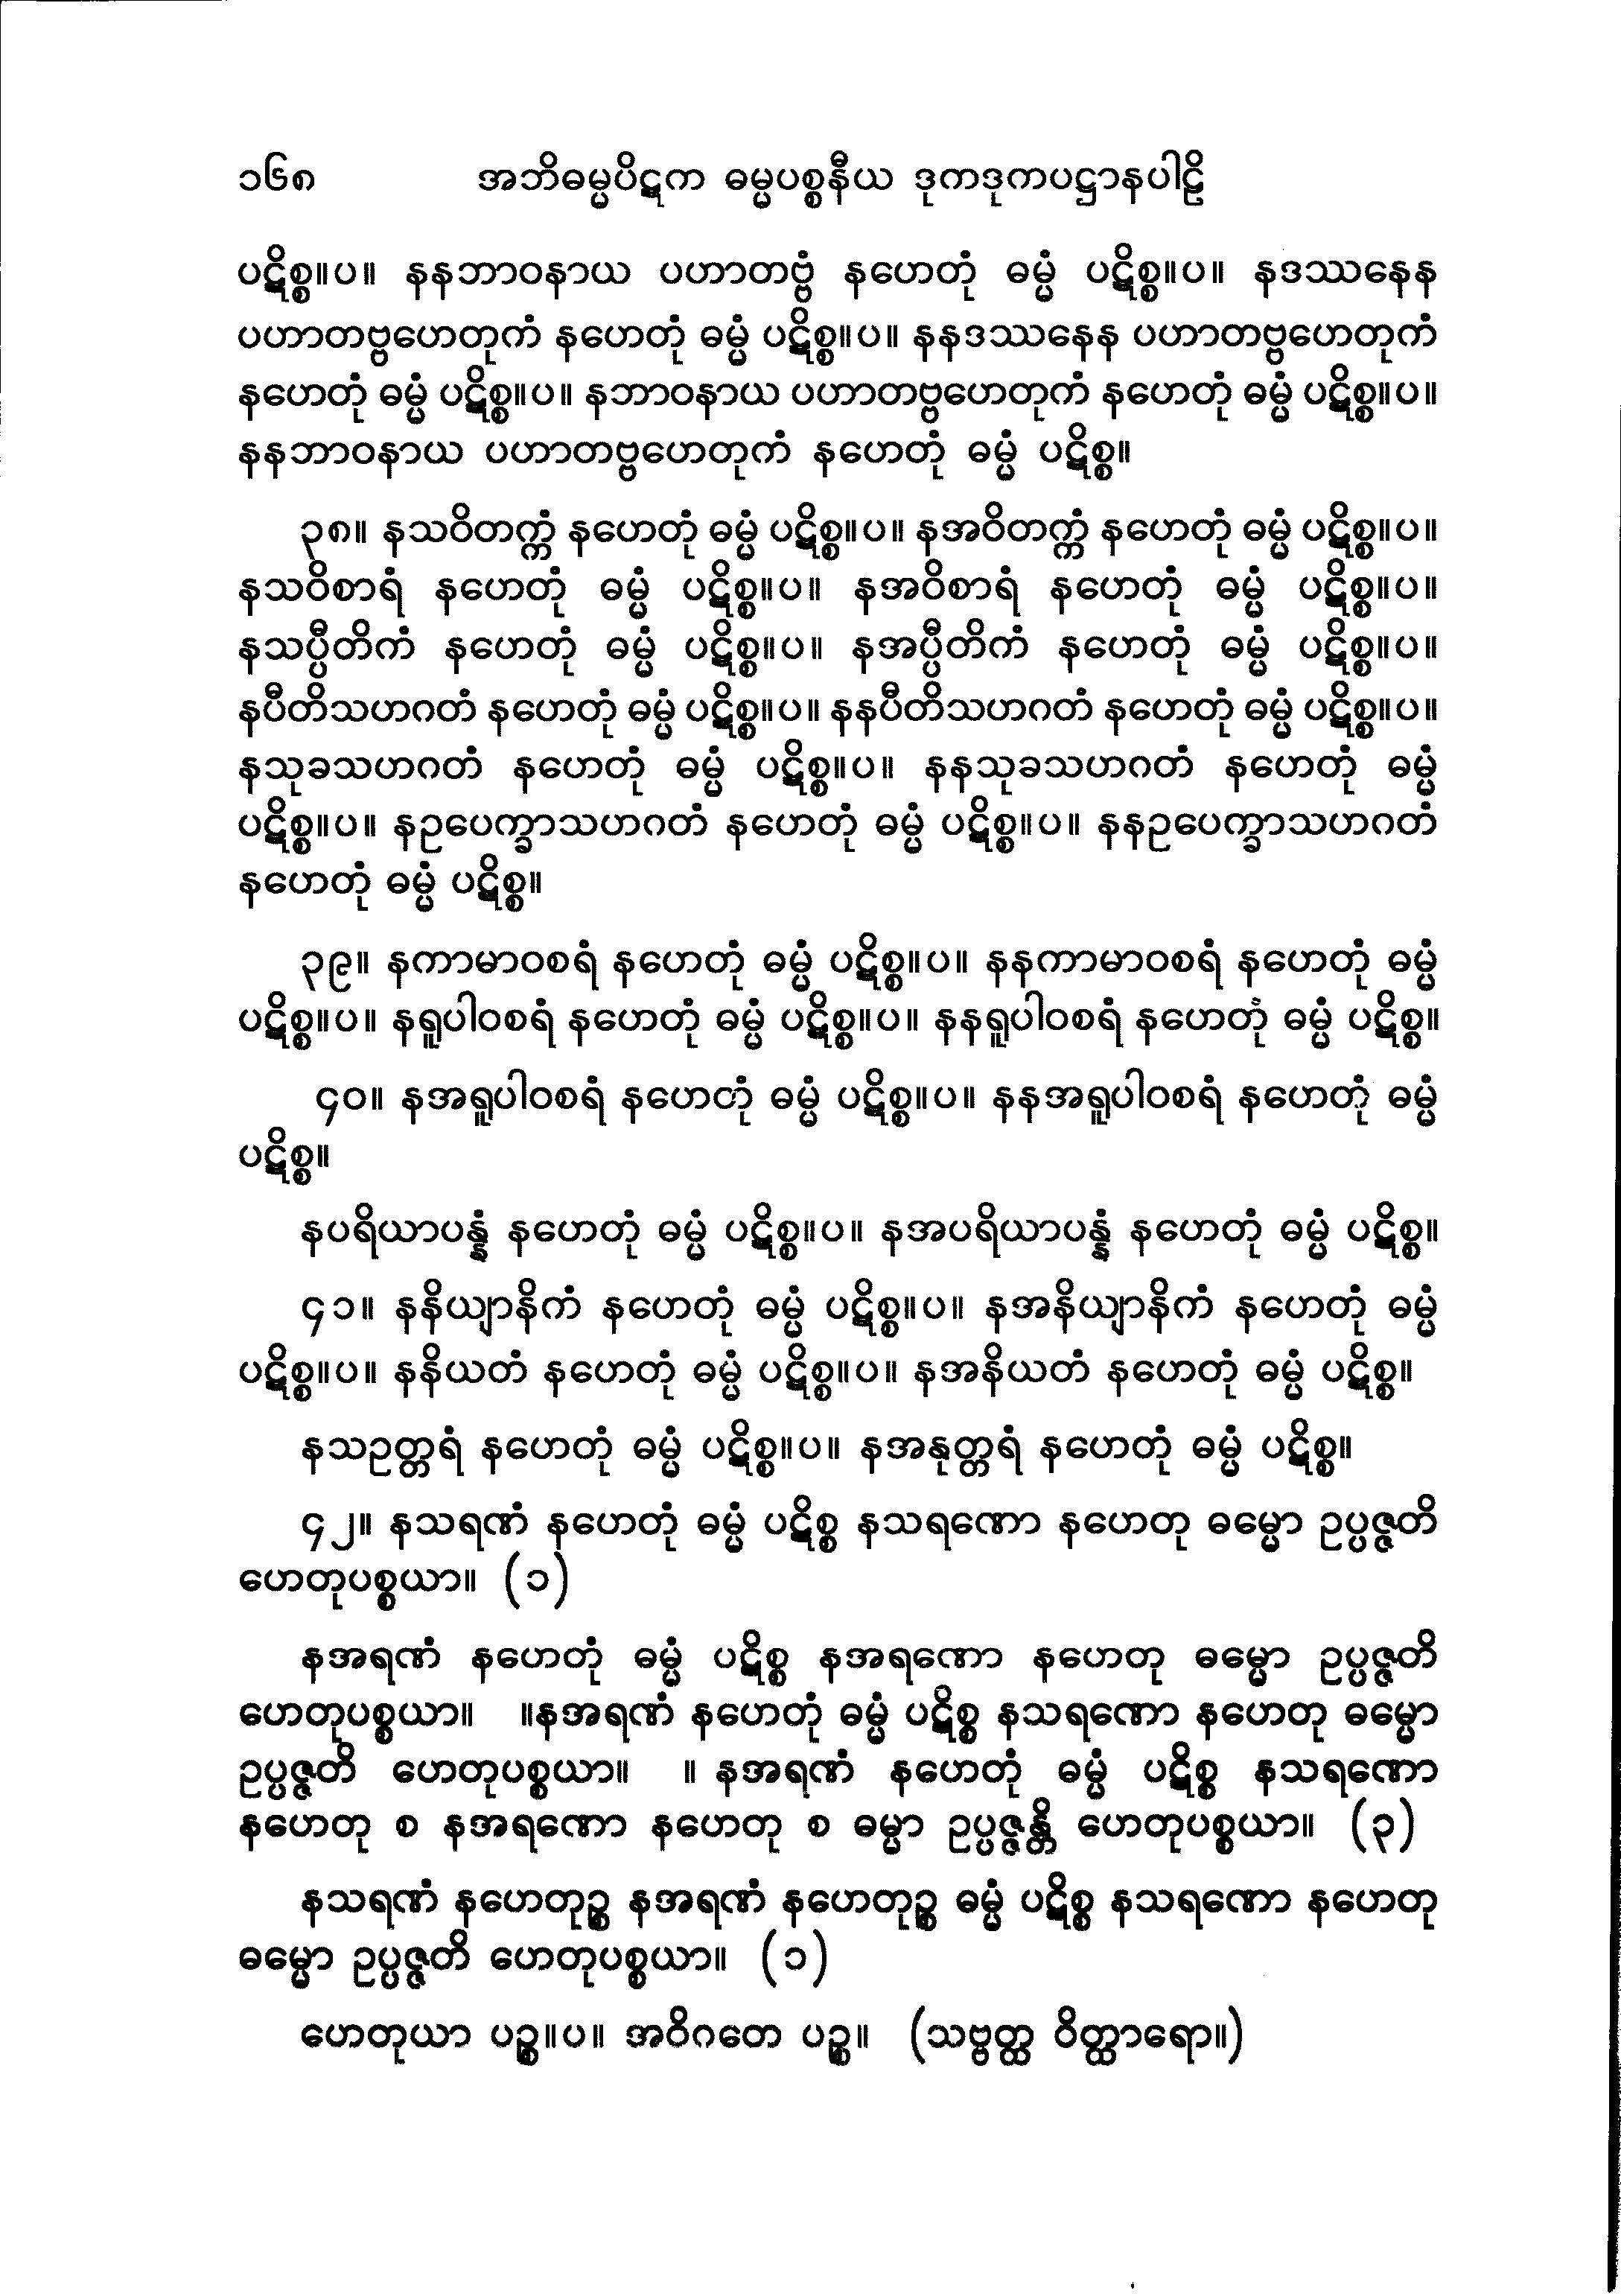 ၁၆၈ အဘိဓမ္မပိဋက ဓမ္မပစ္စနီယ ဒုကဒုကပဋ္ဌာနပါဠိ
ပဋိစ္စ။ပ။ နနဘာဝနာယ ပဟာတဗ္ဗံ နဟေတုံ ဓမ္မံ ပဋိစ္စ။ပ။ နဒဿနေန
ပဟာတဗ္ဗဟေတုကံ နဟေတုံ ဓမ္မံ ပဋိစ္စ။ပ။ နနဒဿနေန ပဟာတဗ္ဗဟေတုကံ
နဟေတုံ ဓမ္မံ ပဋိစ္စ။ပ။ နဘာဝနာယ ပဟာတဗ္ဗဟေတုကံ နဟေတုံ ဓမ္မံ ပဋိစ္စ။ပ။
နနဘာဝနာယ ပဟာတဗ္ဗဟေတုကံ နဟေတုံ ဓမ္မံ ပဋိစ္စ။
၃၈။ နသဝိတက္ကံ နဟေတုံ ဓမ္မံ ပဋိစ္စ။ပ။ နအဝိတက္ကံ နဟေတုံ ဓမ္မံ ပဋိစ္စ။ပ။
နသဝိစာရံ နဟေတုံ ဓမ္မံ ပဋိစ္စ။ပ။ နအဝိစာရံ နဟေတုံ ဓမ္မံ ပဋိစ္စ။ပ။
နသပ္ပီတိကံ နဟေတုံ ဓမ္မံ ပဋိစ္စ။ပ။ နအပ္ပီတိကံ နဟေတုံ ဓမ္မံ ပဋိစ္စ။ပ။
နပီတိသဟဂတံ နဟေတုံ ဓမ္မံ ပဋိစ္စ။ပ။ နနပီတိသဟဂတံ နဟေတုံ ဓမ္မံ ပဋိစ္စ။ပ။
နသုခသဟဂတံ နဟေတုံ ဓမ္မံ ပဋိစ္စ။ပ။ နနသုခသဟဂတံ နဟေတုံ ဓမ္မံ
ပဋိစ္စ။ပ။ နဥပေက္ခာသဟဂတံ နဟေတုံ ဓမ္မံ ပဋိစ္စ။ပ။ နနဥပေက္ခာသဟဂတံ
နဟေတုံ ဓမ္မံ ပဋိစ္စ။
၃၉။ နကာမာဝစရံ နဟေတုံ ဓမ္မံ ပဋိစ္စ။ပ။ နနကာမာဝစရံ နဟေတုံ ဓမ္မံ
ပဋိစ္စ။ပ။ နရူပါဝစရံ နဟေတုံ ဓမ္မံ ပဋိစ္စ။ပ။ နနရူပါဝစရံ နဟေတုံ ဓမ္မံ ပဋိစ္စ။
၄၀။ နအရူပါဝစရံ နဟေတုံ ဓမ္မံ ပဋိစ္စ။ပ။ နနအရူပါဝစရံ နဟေတုံ ဓမ္မံ
ပဋိစ္စ။
နပရိယာပန္နံ နဟေတုံ ဓမ္မံ ပဋိစ္စ။ပ။ နအပရိယာပန္နံ နဟေတုံ ဓမ္မံ ပဋိစ္စ။
၄၁။ နနိယျာနိကံ နဟေတုံ ဓမ္မံ ပဋိစ္စ။ပ။ နအနိယျာနိကံ နဟေတုံ ဓမ္မံ
ပဋိစ္စ။ပ။ နနိယတံ နဟေတုံ ဓမ္မံ ပဋိစ္စ။ပ။ နအနိယတံ နဟေတုံ ဓမ္မံ ပဋိစ္စ။
နသဥတ္တရံ နဟေတုံ ဓမ္မံ ပဋိစ္စ။ပ။ နအနုတ္တရံ နဟေတုံ ဓမ္မံ ပဋိစ္စ။
၄၂။ နသရဏံ နဟေတုံ ဓမ္မံ ပဋိစ္စ နသရဏော နဟေတု ဓမ္မော ဥပ္ပဇ္ဇတိ
ဟေတုပစ္စယာ။ (၁)
နအရဏံ နဟေတုံ ဓမ္မံ ပဋိစ္စ နအရဏော နဟေတု ဓမ္မော ဥပ္ပဇ္ဇတိ
ဟေတုပစ္စယာ။ ။နအရဏံ နဟေတုံ ဓမ္မံ ပဋိစ္စ နသရဏော နဟေတု ဓမ္မော
ဥပ္ပဇ္ဇတိ ဟေတုပစ္စယာ။ ။ နအရဏံ နဟေတုံ ဓမ္မံ ပဋိစ္စ နသရဏော
နဟေတု စ နအရဏော နဟေတု စ ဓမ္မာ ဥပ္ပဇ္ဇန္တိ ဟေတုပစ္စယာ။ (၃)
နသရဏံ နဟေတုဉ္စ နအရဏံ နဟေတုဉ္စ ဓမ္မံ ပဋိစ္စ နသရဏော နဟေတု
ဓမ္မော ဥပ္ပဇ္ဇတိ ဟေတုပစ္စယာ။ (၁)
ဟေတုယာ ပဉ္စ။ပ။ အဝိဂတေ ပဉ္စ။ (သဗ္ဗတ္ထ ဝိတ္ထာရော။)